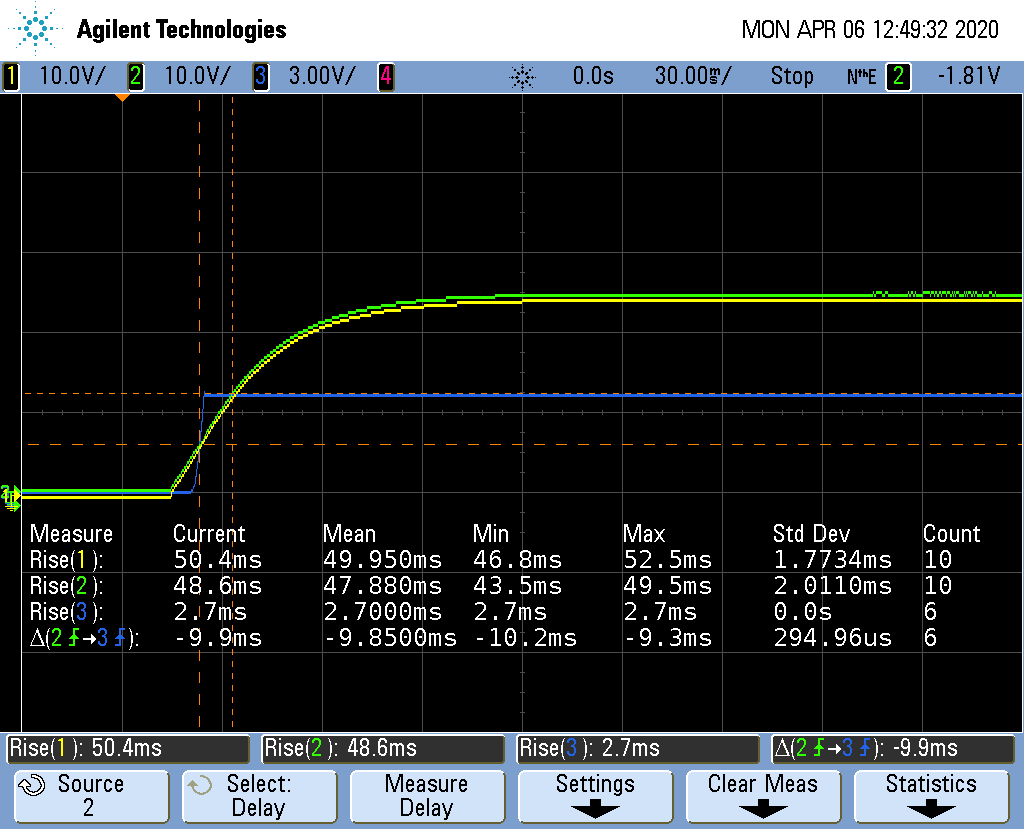 Agilent Technologies MON APR 06 12:49:32 2020
1 10.0V/ 2 10.0V/ 3 3.00V/ 4 0.0s 30.00ms/ Stop NthE 2 -1.81V
Measure Current Mean Min Max Std Dev Count
Rise(1): 50.4ms 49.950ms 46.8ms 52.5ms 1.7734ms 10
Rise(2): 48.6ms 47.880ms 43.5ms 49.5ms 2.0110ms 10
Rise(3): 2.7ms 2.7000ms 2.7ms 2.7ms 0.0s 6
Δ(2↑→3↑): -9.9ms -9.8500ms -10.2ms -9.3ms 294.96us 6
Rise(1): 50.4ms Rise(2): 48.6ms Rise(3): 2.7ms Δ(2↑→3↑): -9.9ms
Source Select: Measure Settings Clear Meas Statistics
2 Delay Delay